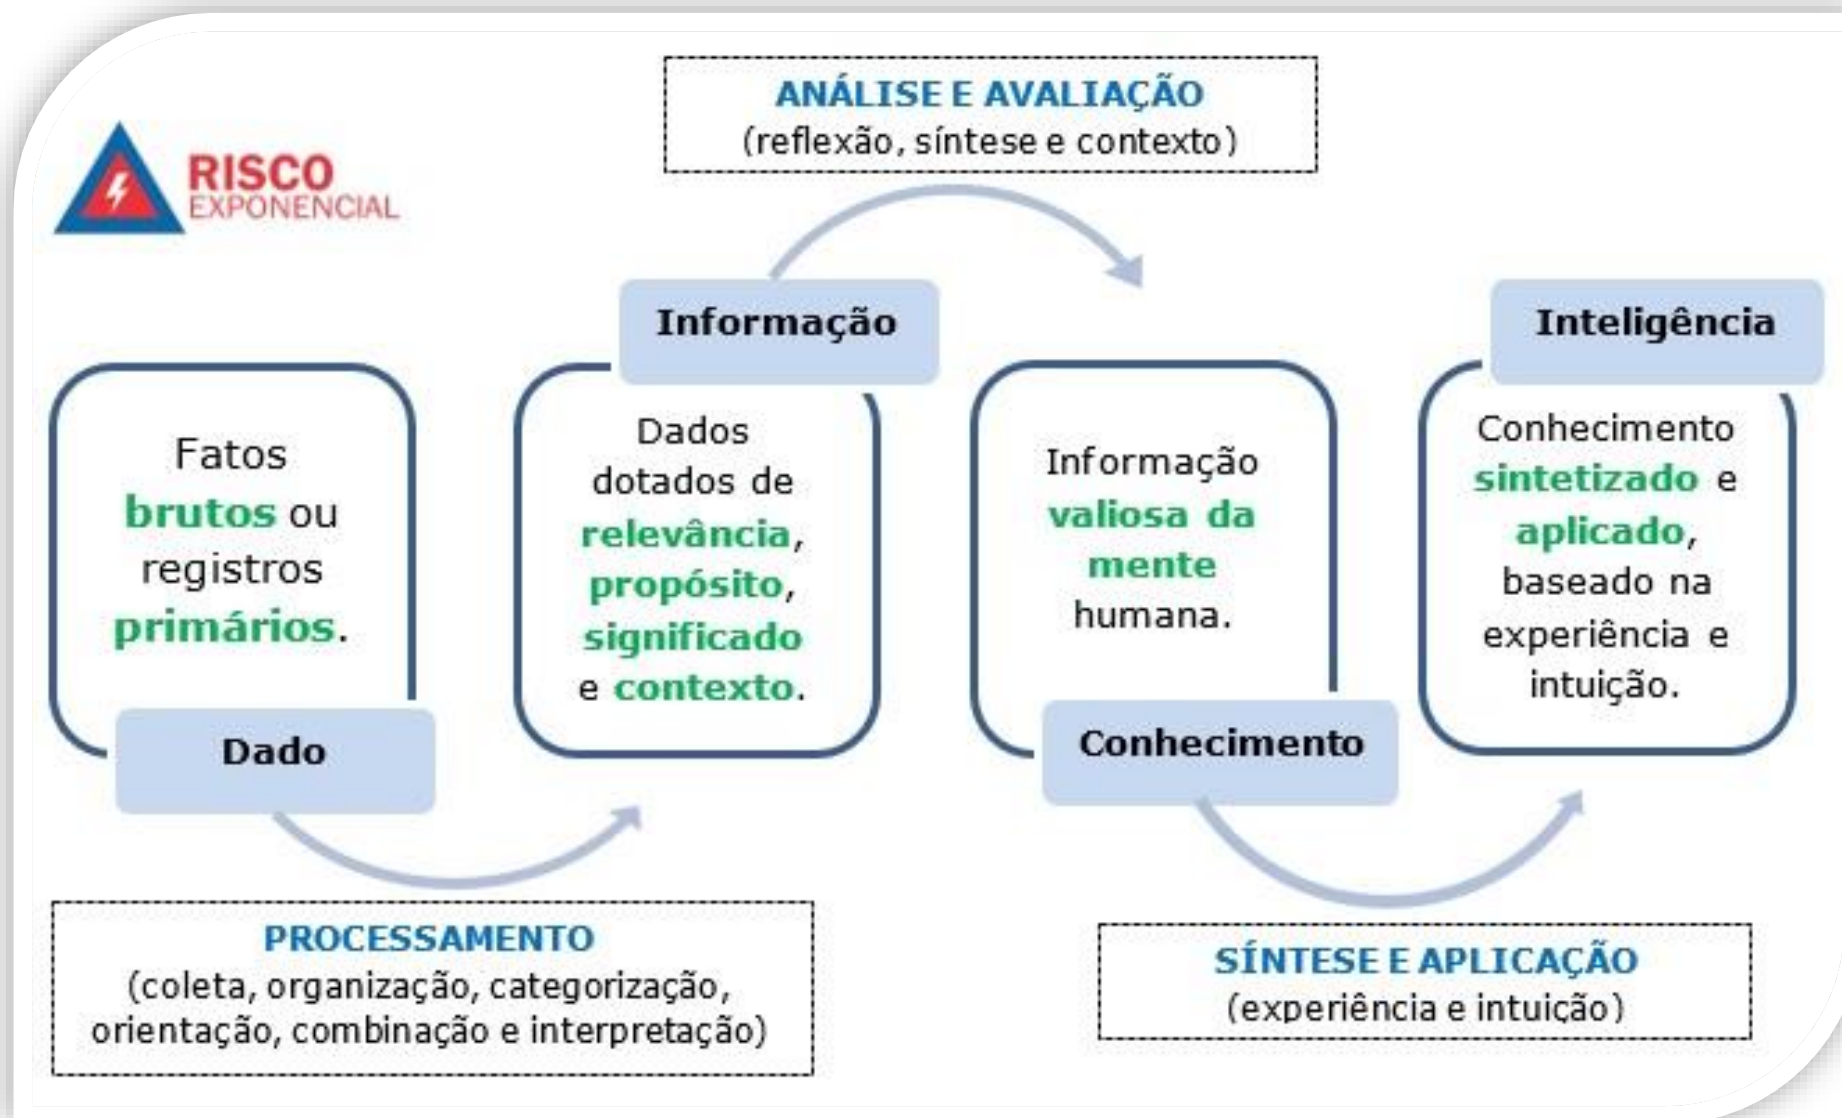 ANÁLISE E AVALIAÇÃO
(reflexão, síntese e contexto)
RISCO
EXPONENCIAL
Informação
Inteligência
Fatos
brutos ou
registros
primários.
Dado
Dados
dotados de
relevância,
propósito,
significado
e contexto.
Informação
valiosa da
mente
humana.
Conhecimento
Conhecimento
sintetizado e
aplicado,
baseado na
experiência e
intuição.
PROCESSAMENTO
(coleta, organização, categorização,
orientação, combinação e interpretação)
SÍNTESE E APLICAÇÃO
(experiência e intuição)